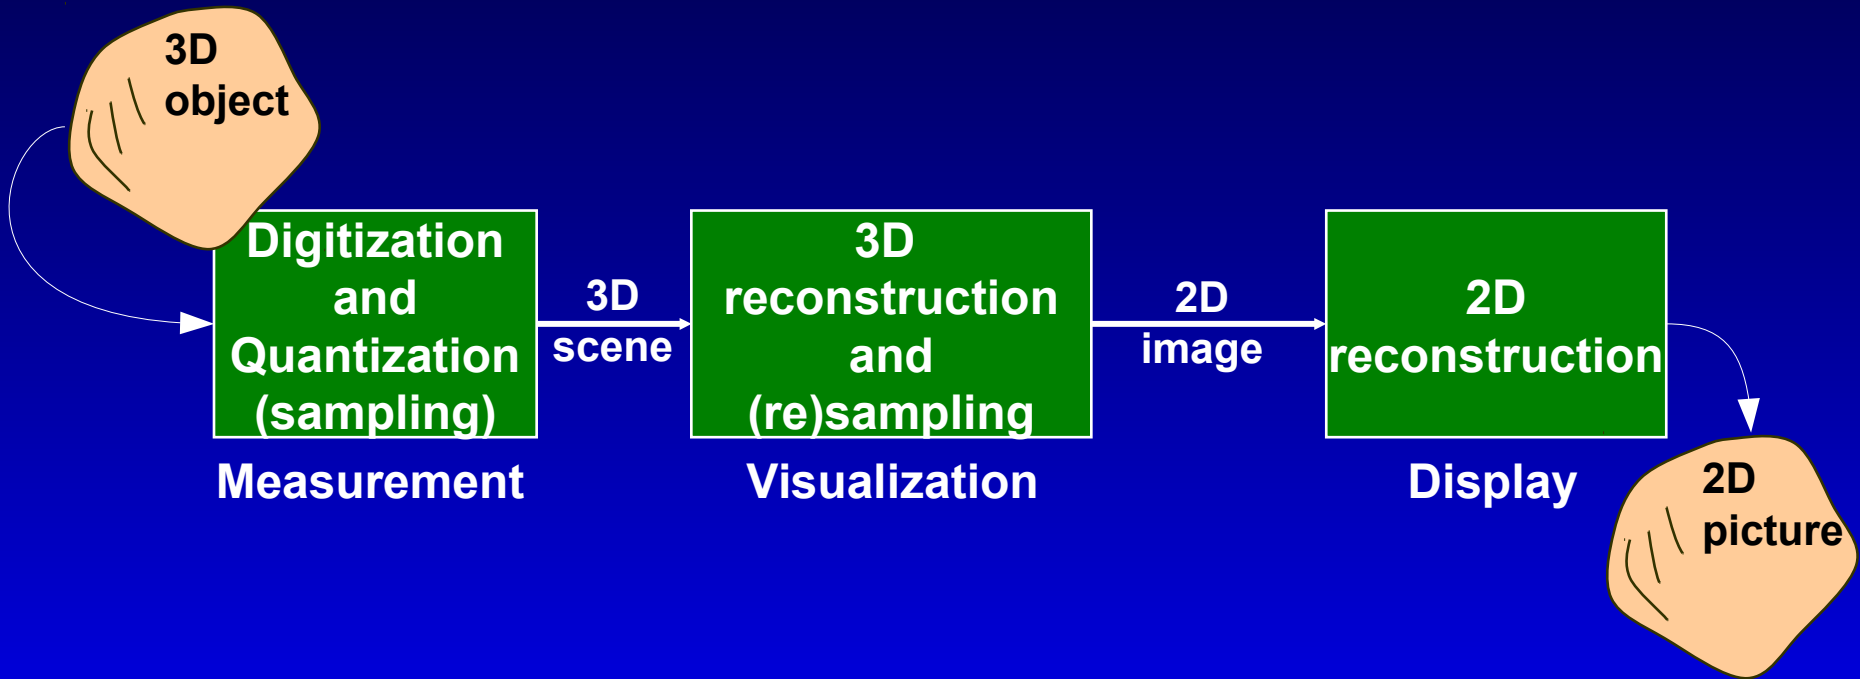 3D
object
Digitization
and
Quantization
(sampling)
Measurement
3D
scene
3D
reconstruction
and
(re)sampling
Visualization
2D
image
2D
reconstruction
Display
2D
picture